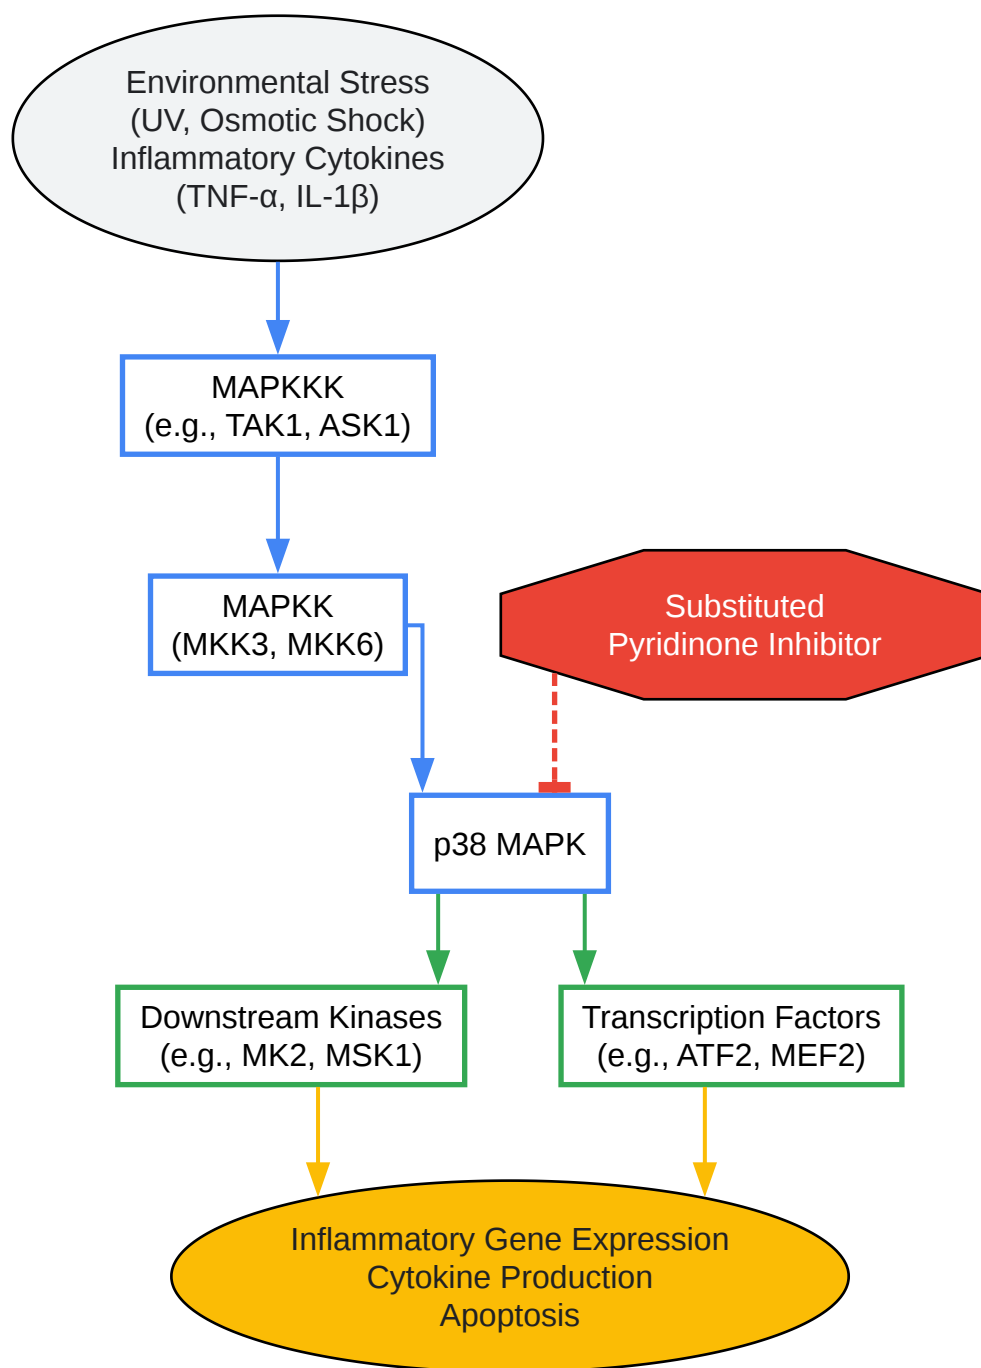 Environmental Stress
(UV, Osmotic Shock)
Inflammatory Cytokines
(TNF-α, IL-1β)
MAPKKK
(e.g., TAK1, ASK1)
MAPKK
(MKK3, MKK6)
Substituted
Pyridinone Inhibitor
p38 MAPK
Downstream Kinases
(e.g., MK2, MSK1)
Transcription Factors
(e.g., ATF2, MEF2)
Inflammatory Gene Expression
Cytokine Production
Apoptosis